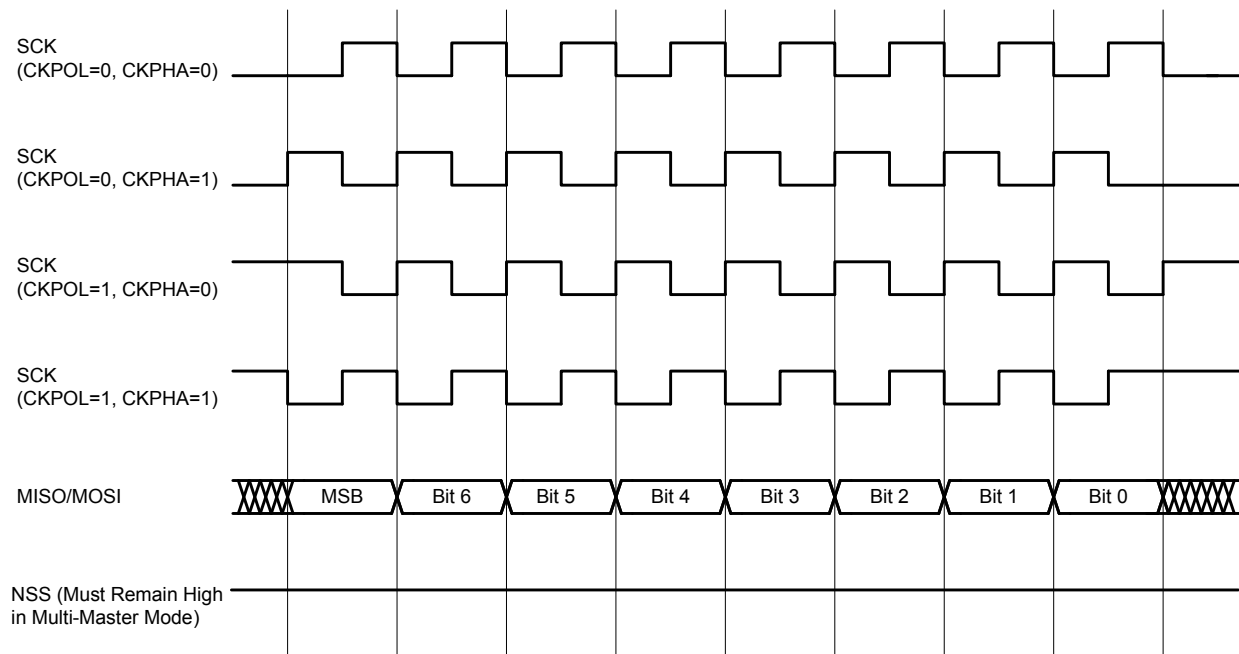 SCK
(CKPOL=0, CKPHA=0)
SCK
(CKPOL=0, CKPHA=1)
SCK
(CKPOL=1, CKPHA=0)
SCK
(CKPOL=1, CKPHA=1)
MISO/MOSI
MSB Bit 6 Bit 5 Bit 4 Bit 3 Bit 2 Bit 1 Bit 0
NSS (Must Remain High
in Multi-Master Mode)